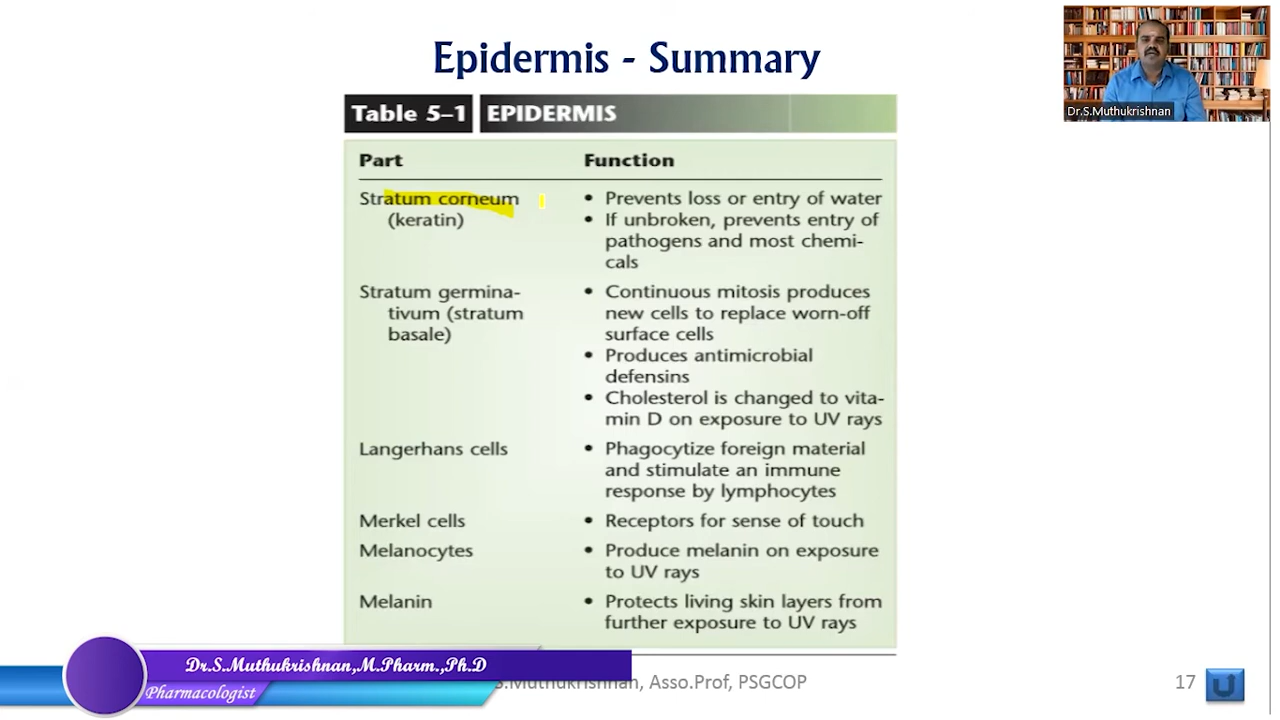 Epidermis - Summary
Dr.S.Muthukrishnan
Table 5–1 EPIDERMIS
Part Function
Stratum corneum
(keratin)
• Prevents loss or entry of water
• If unbroken, prevents entry of
pathogens and most chemi-
cals
Stratum germina-
tivum (stratum
basale)
• Continuous mitosis produces
new cells to replace worn-off
surface cells
• Produces antimicrobial
defensins
• Cholesterol is changed to vita-
min D on exposure to UV rays
Langerhans cells
• Phagocytize foreign material
and stimulate an immune
response by lymphocytes
Merkel cells
• Receptors for sense of touch
Melanocytes
• Produce melanin on exposure
to UV rays
Melanin
• Protects living skin layers from
further exposure to UV rays
Dr.S.Muthukrishnan,M.Pharm.,Ph.D
Pharmacologist
S.Muthukrishnan, Asso.Prof, PSGCOP
17